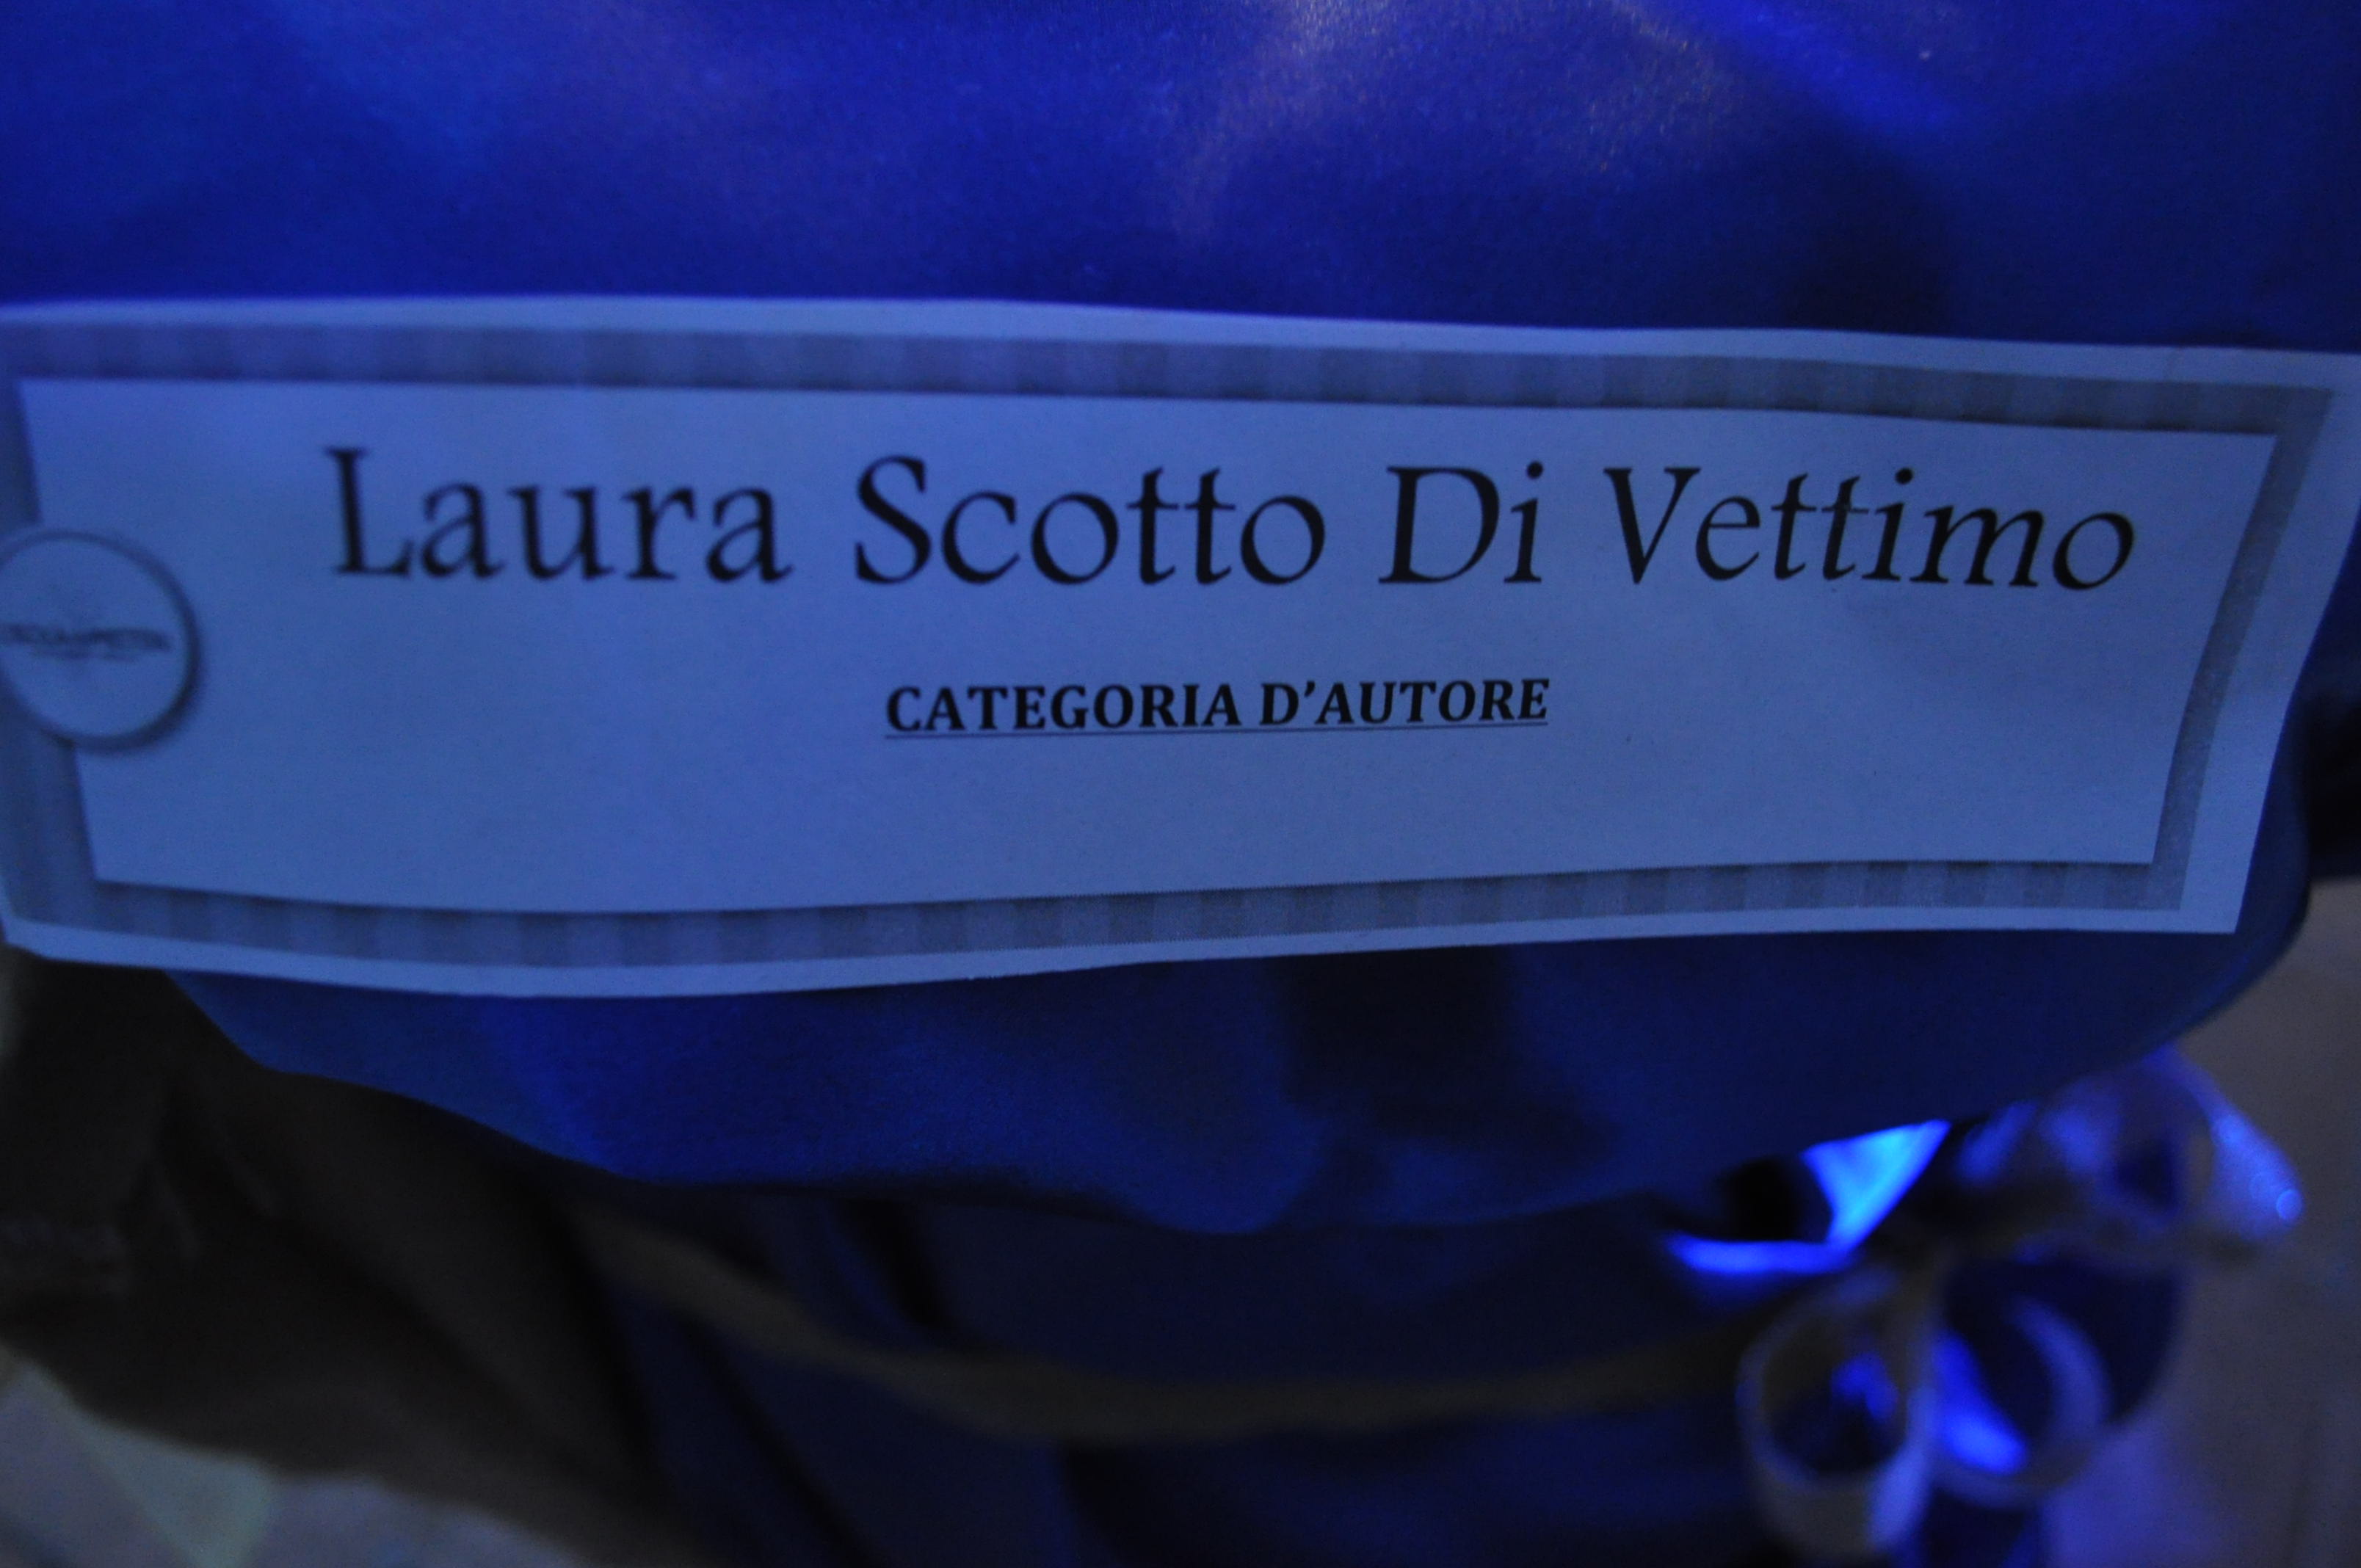 Laura Scotto Di Vettimo
CATEGORIA D'AUTORE